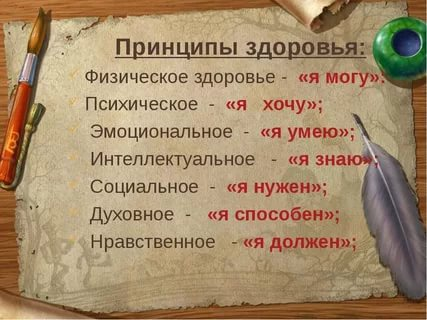 Принципы здоровья:
Физическое здоровье - «я могу»:
Психическое - «я хочу»;
Эмоциональное - «я умею»;
Интеллектуальное - «я знаю»;
Социальное - «я нужен»;
Духовное - «я способен»;
Нравственное - «я должен»;